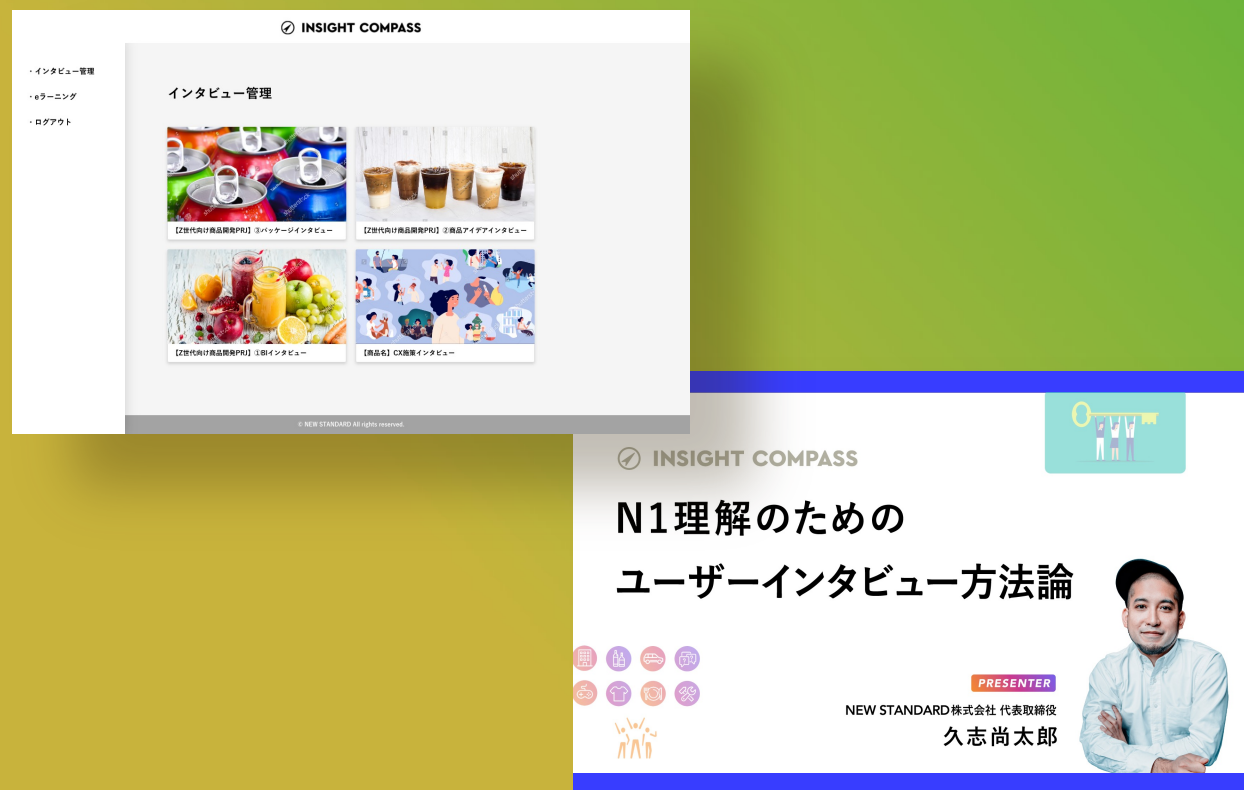 INSIGHT COMPASS
・インタビュー管理
・eラーニング
・ログアウト
インタビュー管理
【Z世代向け商品開発PRJ】③パッケージインタビュー
【Z世代向け商品開発PRJ】②商品アイデアインタビュー
【Z世代向け商品開発PRJ】①BIインタビュー
【商品名】CX施策インタビュー
© NEW STANDARD All rights reserved.
INSIGHT COMPASS
N1理解のための
ユーザーインタビュー方法論
PRESENTER
NEW STANDARD株式会社 代表取締役
久志尚太郎